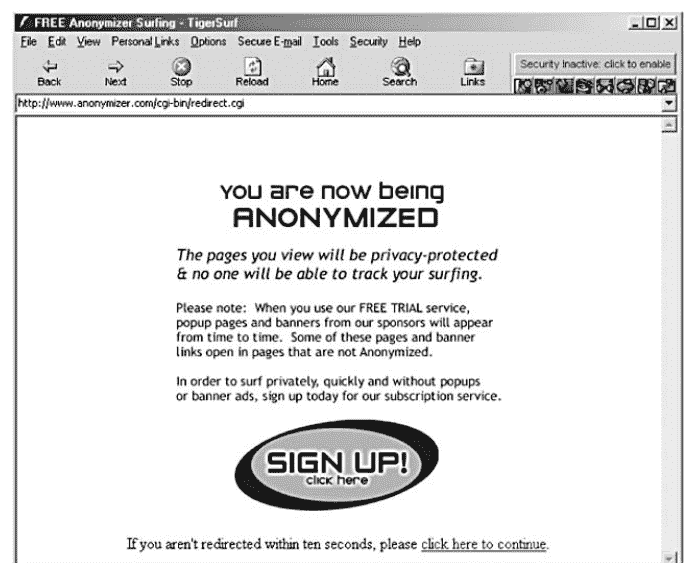 FREE Anonymizer Surfing - TigerSurf
File Edit View Personal Links Options Secure E-mail Tools Security Help
Back Next Stop Reload Home Search Links
Security Inactive: click to enable
http://www.anonymizer.com/cgi-bin/redirect.cgi
You are now being
ANONYMIZED
The pages you view will be privacy-protected
& no one will be able to track your surfing.
Please note: When you use our FREE TRIAL service,
popup pages and banners from our sponsors will appear
from time to time. Some of these pages and banner
links open in pages that are not Anonymized.
In order to surf privately, quickly and without popups
or banner ads, sign up today for our subscription service.
SIGN UP!
click here
If you aren't redirected within ten seconds, please click here to continue.